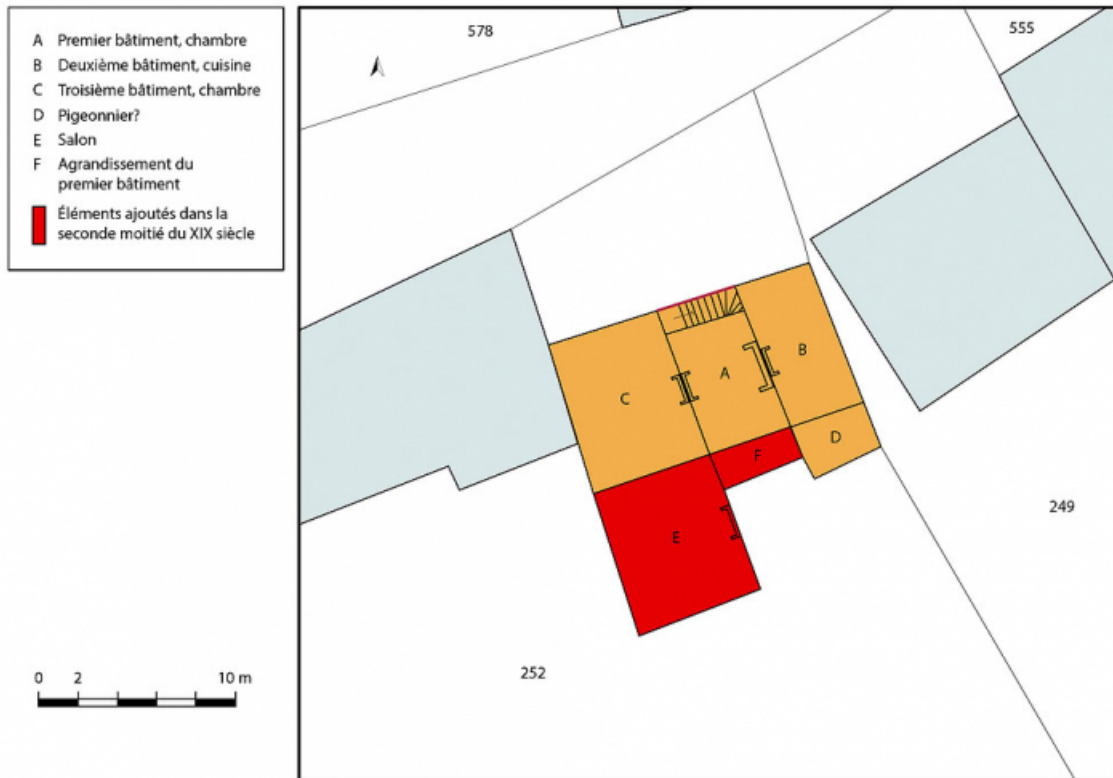 A Premier bâtiment, chambre
B Deuxième bâtiment, cuisine
C Troisième bâtiment, chambre
D Pigeonnier?
E Salon
F Agrandissement du
premier bâtiment
Éléments ajoutés dans la
seconde moitié du XIX siècle
578
555
B
A
C
D
F
E
249
252
0 2 10 m